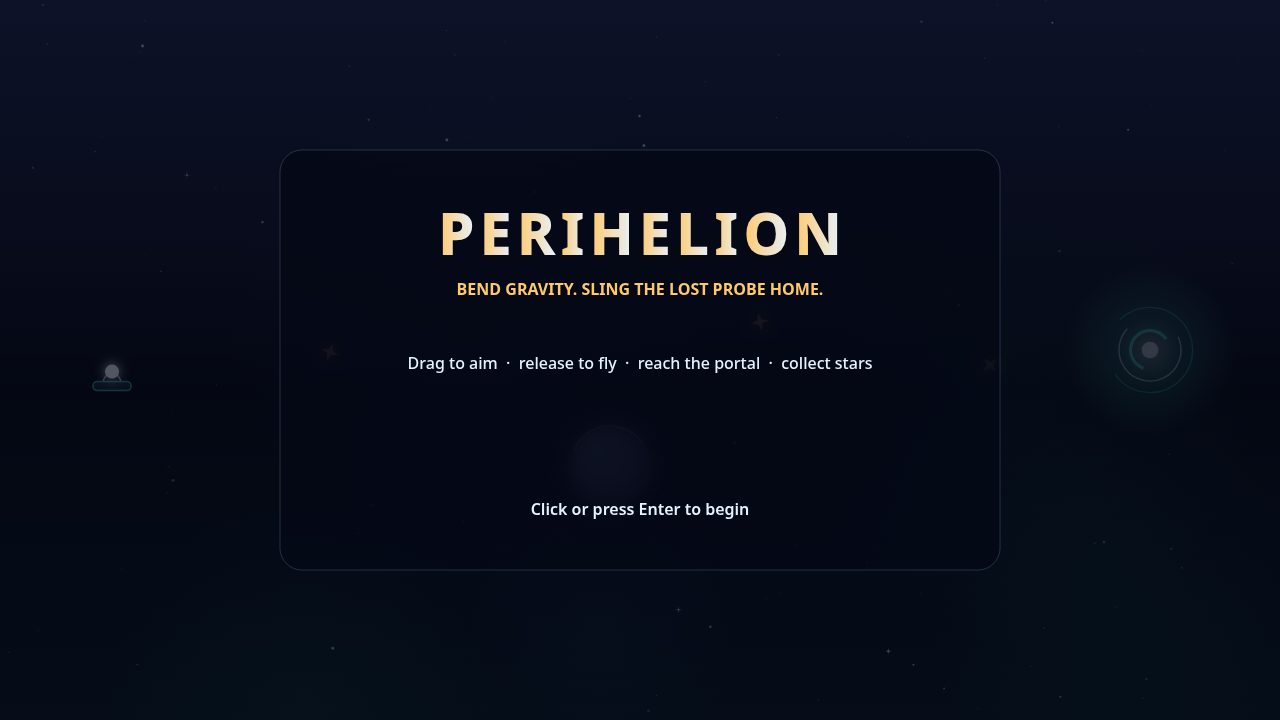 PERIHELION
BEND GRAVITY. SLING THE LOST PROBE HOME.
Drag to aim · release to fly · reach the portal · collect stars
Click or press Enter to begin